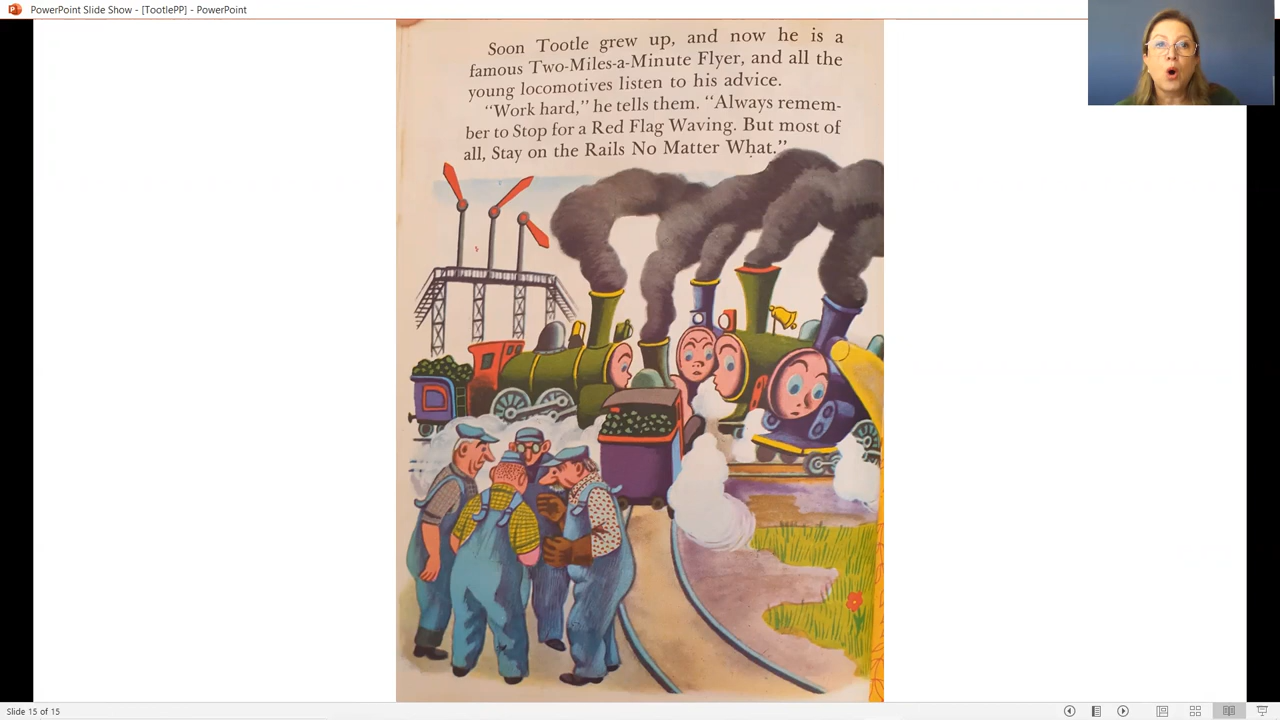 PowerPoint Slide Show - [TootlePP] - PowerPoint
Soon Tootle grew up, and now he is a
famous Two-Miles-a-Minute Flyer, and all the
young locomotives listen to his advice.
"Work hard," he tells them. "Always remem-
ber to Stop for a Red Flag Waving. But most of
all, Stay on the Rails No Matter What."
Slide 15 of 15